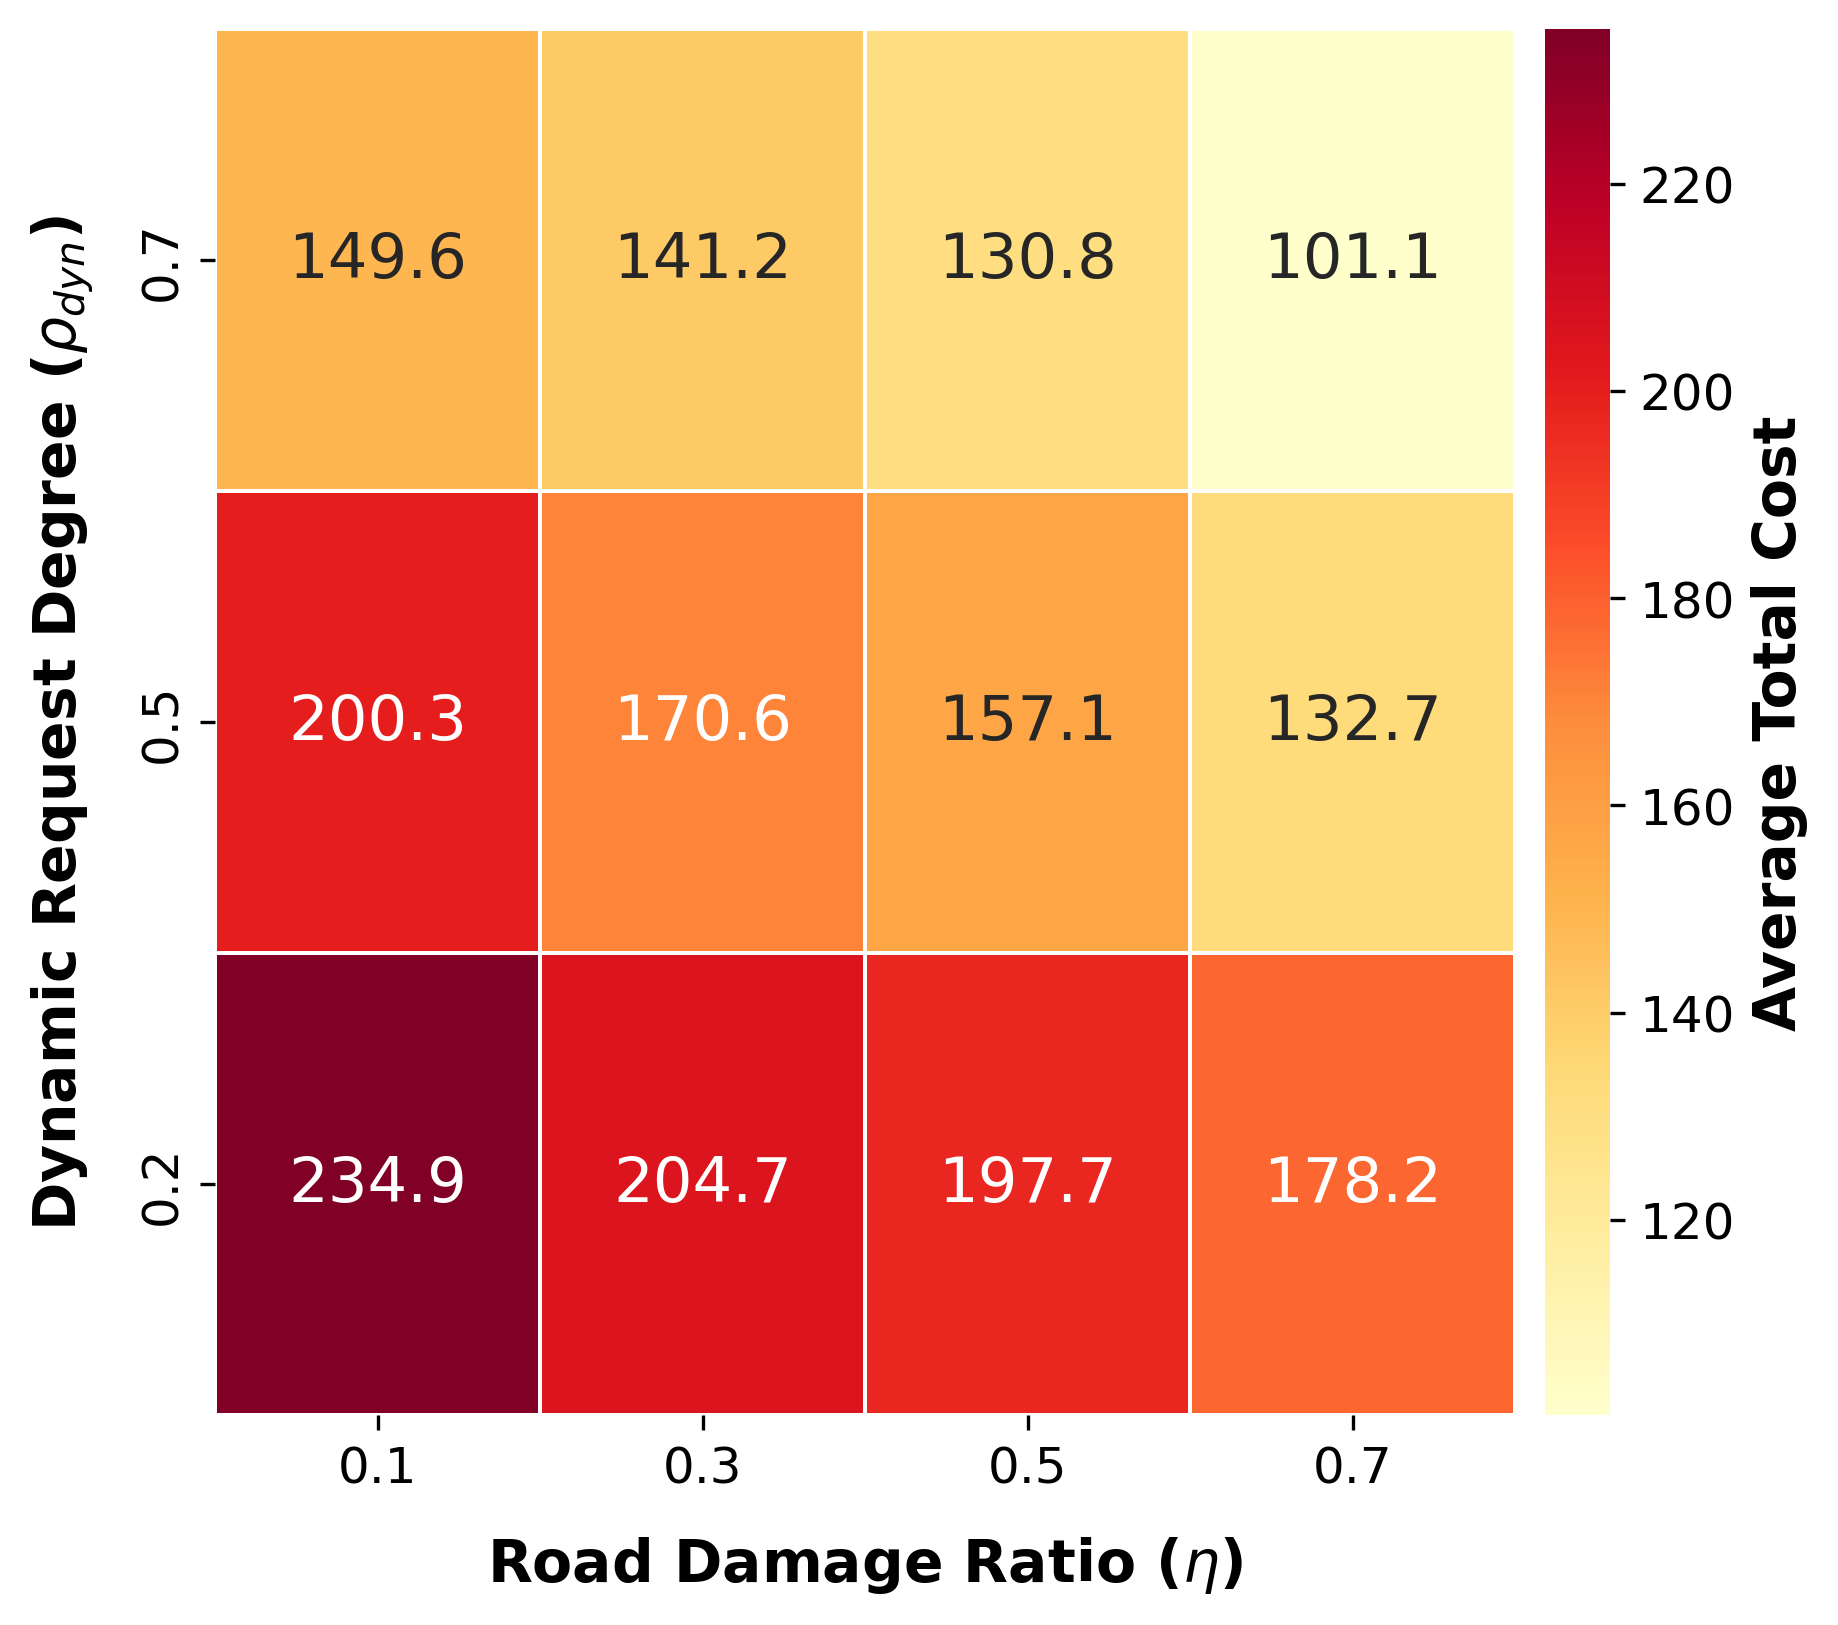 Dynamic Request Degree (ρdyn)
0.7
149.6 141.2 130.8 101.1
0.5
200.3 170.6 157.1 132.7
0.2
234.9 204.7 197.7 178.2
0.1 0.3 0.5 0.7
Road Damage Ratio (η)
220
200
180
160
140
120
Average Total Cost